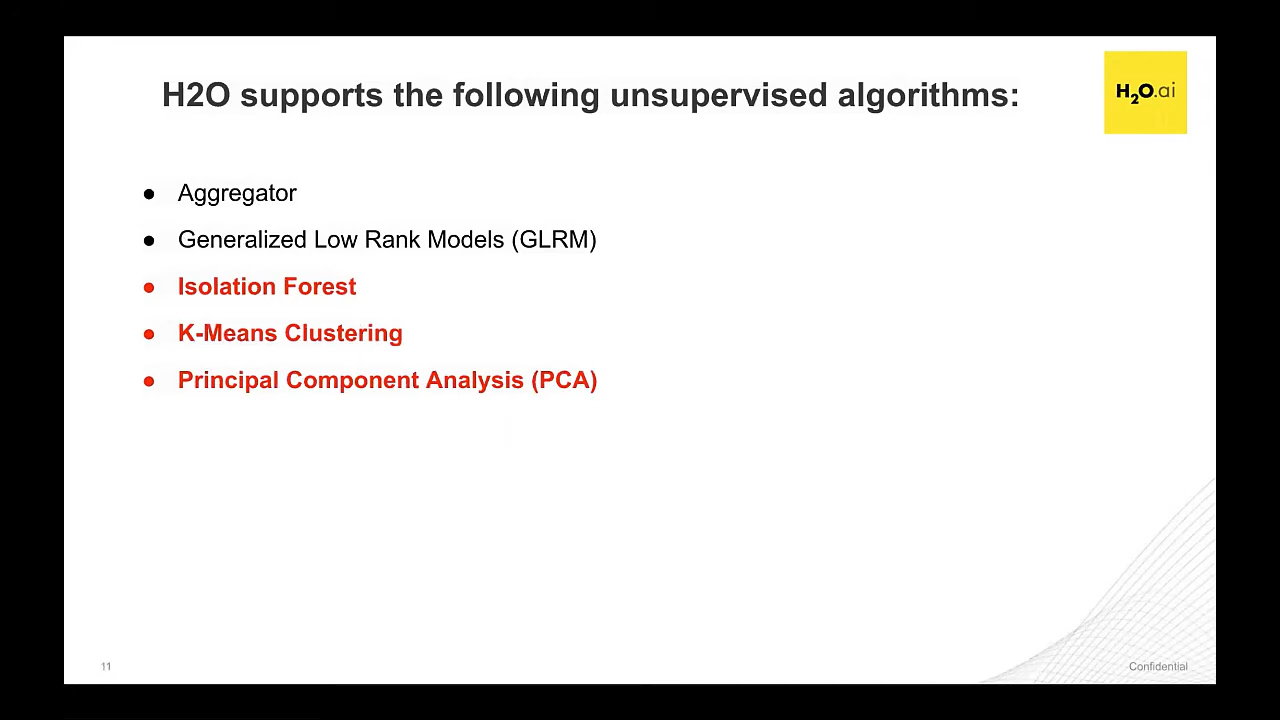 H2O supports the following unsupervised algorithms:
H2O.ai
● Aggregator
● Generalized Low Rank Models (GLRM)
● Isolation Forest
● K-Means Clustering
● Principal Component Analysis (PCA)
11
Confidential